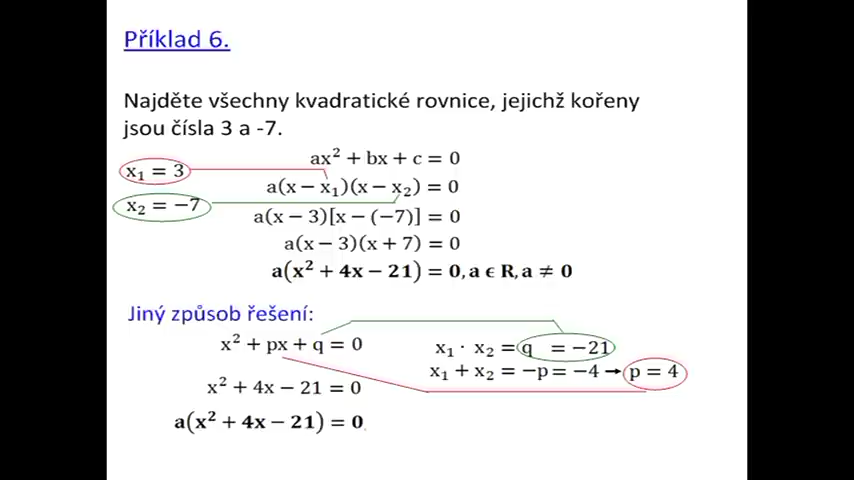 Příklad 6.
Najděte všechny kvadratické rovnice, jejichž kořeny
jsou čísla 3 a -7.
ax² + bx + c = 0
x₁ = 3
a(x − x₁)(x − x₂) = 0
x₂ = −7
a(x − 3)[x − (−7)] = 0
a(x − 3)(x + 7) = 0
a(x² + 4x − 21) = 0, a ϵ R, a ≠ 0
Jiný způsob řešení:
x² + px + q = 0
x₁ · x₂ = q = −21
x₁ + x₂ = −p = −4 → p = 4
x² + 4x − 21 = 0
a(x² + 4x − 21) = 0